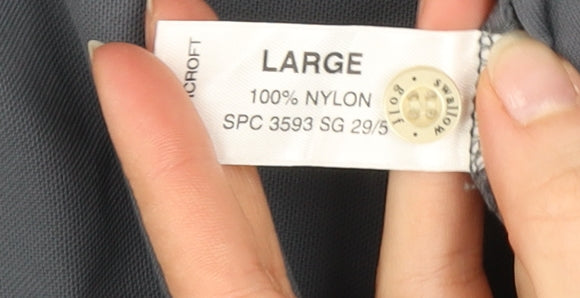 LARGE
100% NYLON
SPC 3593 SG 29/5
swallow
golf